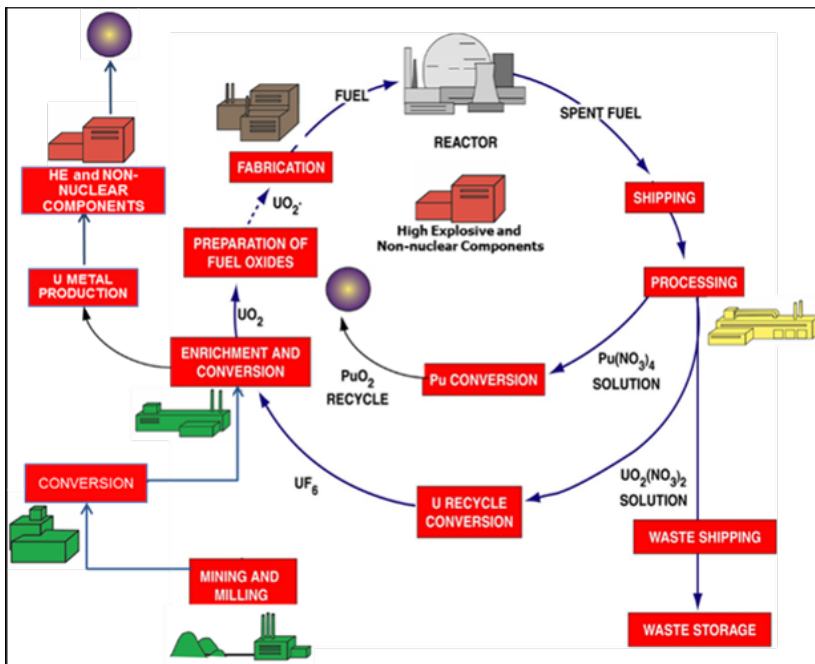 FUEL
REACTOR
SPENT FUEL
HE and NON-
NUCLEAR
COMPONENTS
FABRICATION
UO2-
SHIPPING
High Explosive and
Non-nuclear Components
PREPARATION OF
FUEL OXIDES
U METAL
PRODUCTION
PROCESSING
UO2
ENRICHMENT AND
CONVERSION
PuO2
RECYCLE
Pu CONVERSION
Pu(NO3)4
SOLUTION
CONVERSION
UF6
U RECYCLE
CONVERSION
UO2(NO3)2
SOLUTION
WASTE SHIPPING
MINING AND
MILLING
WASTE STORAGE